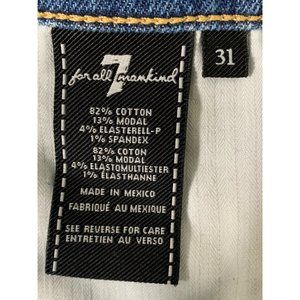 7
for all mankind
31
82% COTTON
13% MODAL
4% ELASTERELL-P
1% SPANDEX
82% COTON
13% MODAL
4% ELASTOMULTIESTER
1% ELASTHANNE
MADE IN MEXICO
FABRIQUÉ AU MEXIQUE
SEE REVERSE FOR CARE
ENTRETIEN AU VERSO